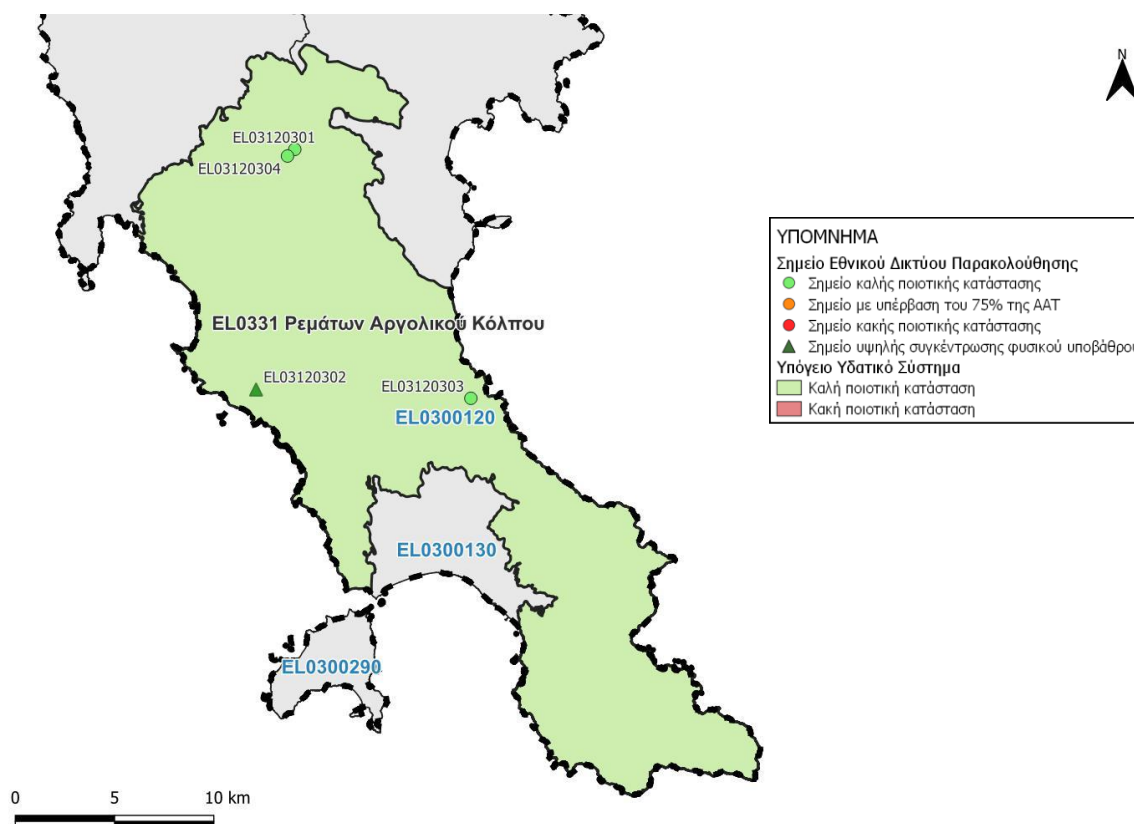 N
EL03120301
EL03120304
ΥΠΟΜΝΗΜΑ
Σημείο Εθνικού Δικτύου Παρακολούθησης
Σημείο καλής ποιοτικής κατάστασης
Σημείο με υπέρβαση του 75% της ΑΑΤ
Σημείο κακής ποιοτικής κατάστασης
Σημείο υψηλής συγκέντρωσης φυσικού υποβάθρου
Υπόγειο Υδατικό Σύστημα
Καλή ποιοτική κατάσταση
Κακή ποιοτική κατάσταση
EL0331 Ρεμάτων Αργολικού Κόλπου
EL03120302
EL03120303
EL0300120
EL0300130
EL0300290
0 5 10 km